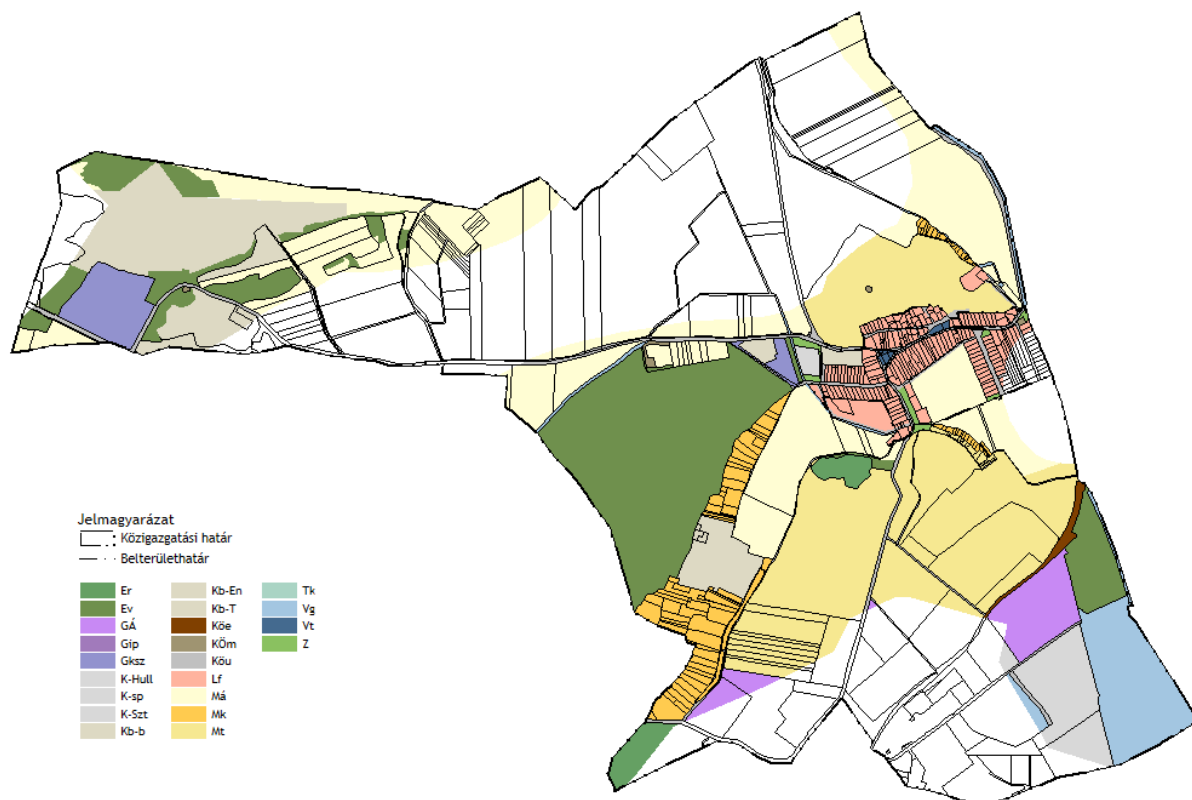 Jelmagyarázat
Közigazgatási határ
Belterülethatár
Er
Ev
GÁ
Gip
Gksz
K-Hull
K-sp
K-Szt
Kb-b
Kb-En
Kb-T
Köe
KÖm
Köu
Lf
Má
Mk
Mt
Tk
Vg
Vt
Z